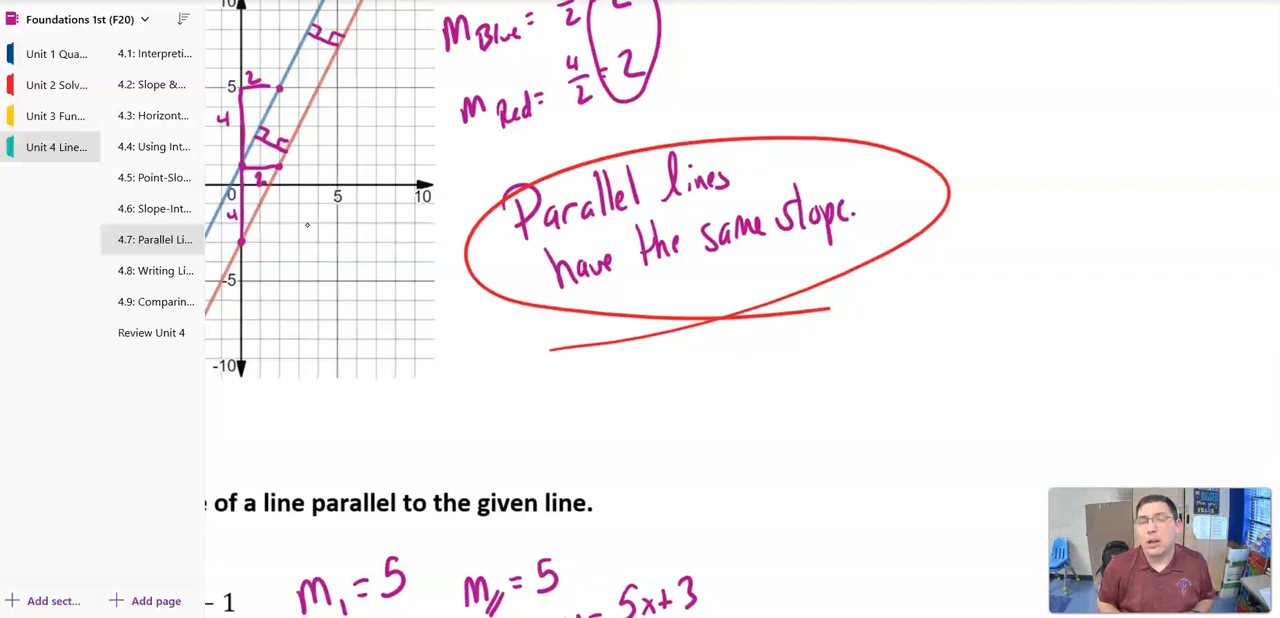 Foundations 1st (F20)
Unit 1 Qua...
Unit 2 Solv...
Unit 3 Fun...
Unit 4 Line...
4.1: Interpreti...
4.2: Slope &...
4.3: Horizont...
4.4: Using Int...
4.5: Point-Slo...
4.6: Slope-Int...
4.7: Parallel Li...
4.8: Writing Li...
4.9: Comparin...
Review Unit 4
+ Add sect...
+ Add page
10
5
0
5
10
-5
-10
2
4
2
4
m Blue = /2
m Red = 4/2 = 2
Parallel lines
have the same slope.
of a line parallel to the given line.
- 1
m₁ = 5
m∥ = 5
= 5x+3